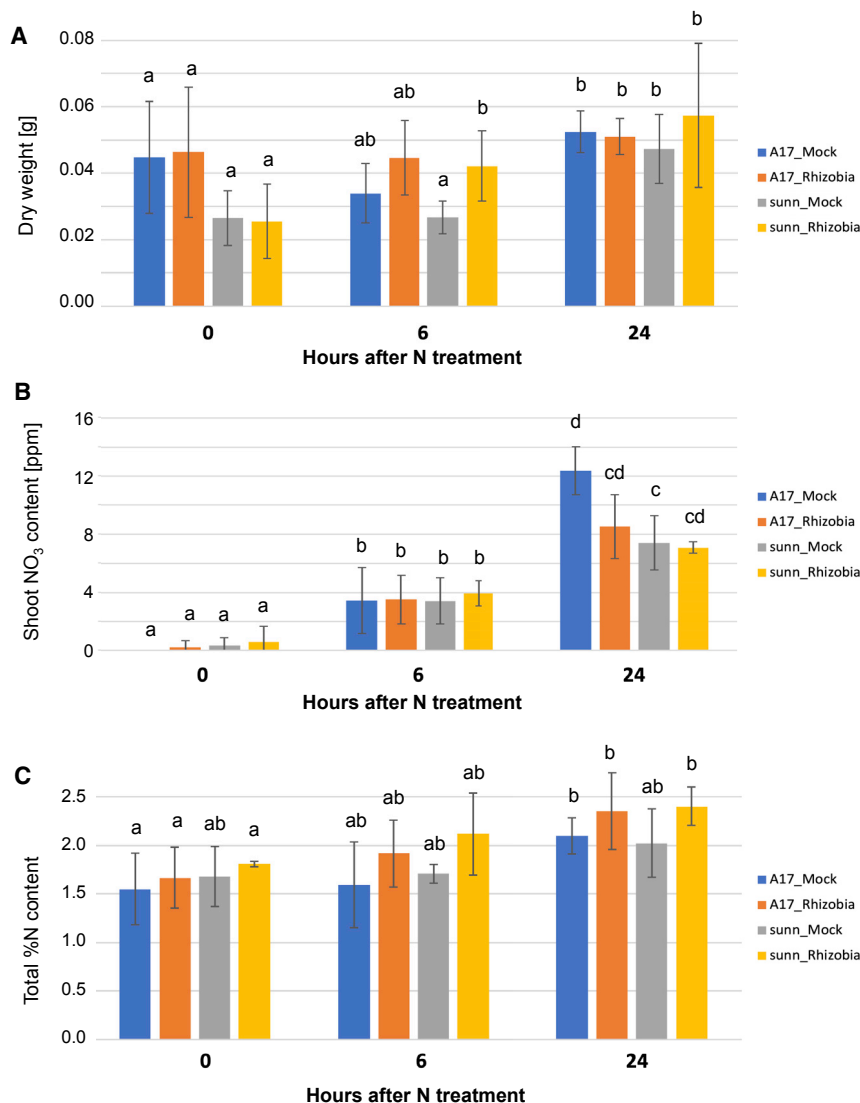 A
Dry weight [g]
0.08
0.06
0.04
0.02
0.00
a a a a
ab ab a b
b b b b
0 6 24
Hours after N treatment
A17_Mock
A17_Rhizobia
sunn_Mock
sunn_Rhizobia
B
Shoot NO3 content [ppm]
16
12
8
4
0
a a a a
b b b b
d cd c cd
0 6 24
Hours after N treatment
A17_Mock
A17_Rhizobia
sunn_Mock
sunn_Rhizobia
C
Total %N content
2.5
2.0
1.5
1.0
0.5
0.0
a a ab a
ab ab ab ab
b b ab b
0 6 24
Hours after N treatment
A17_Mock
A17_Rhizobia
sunn_Mock
sunn_Rhizobia